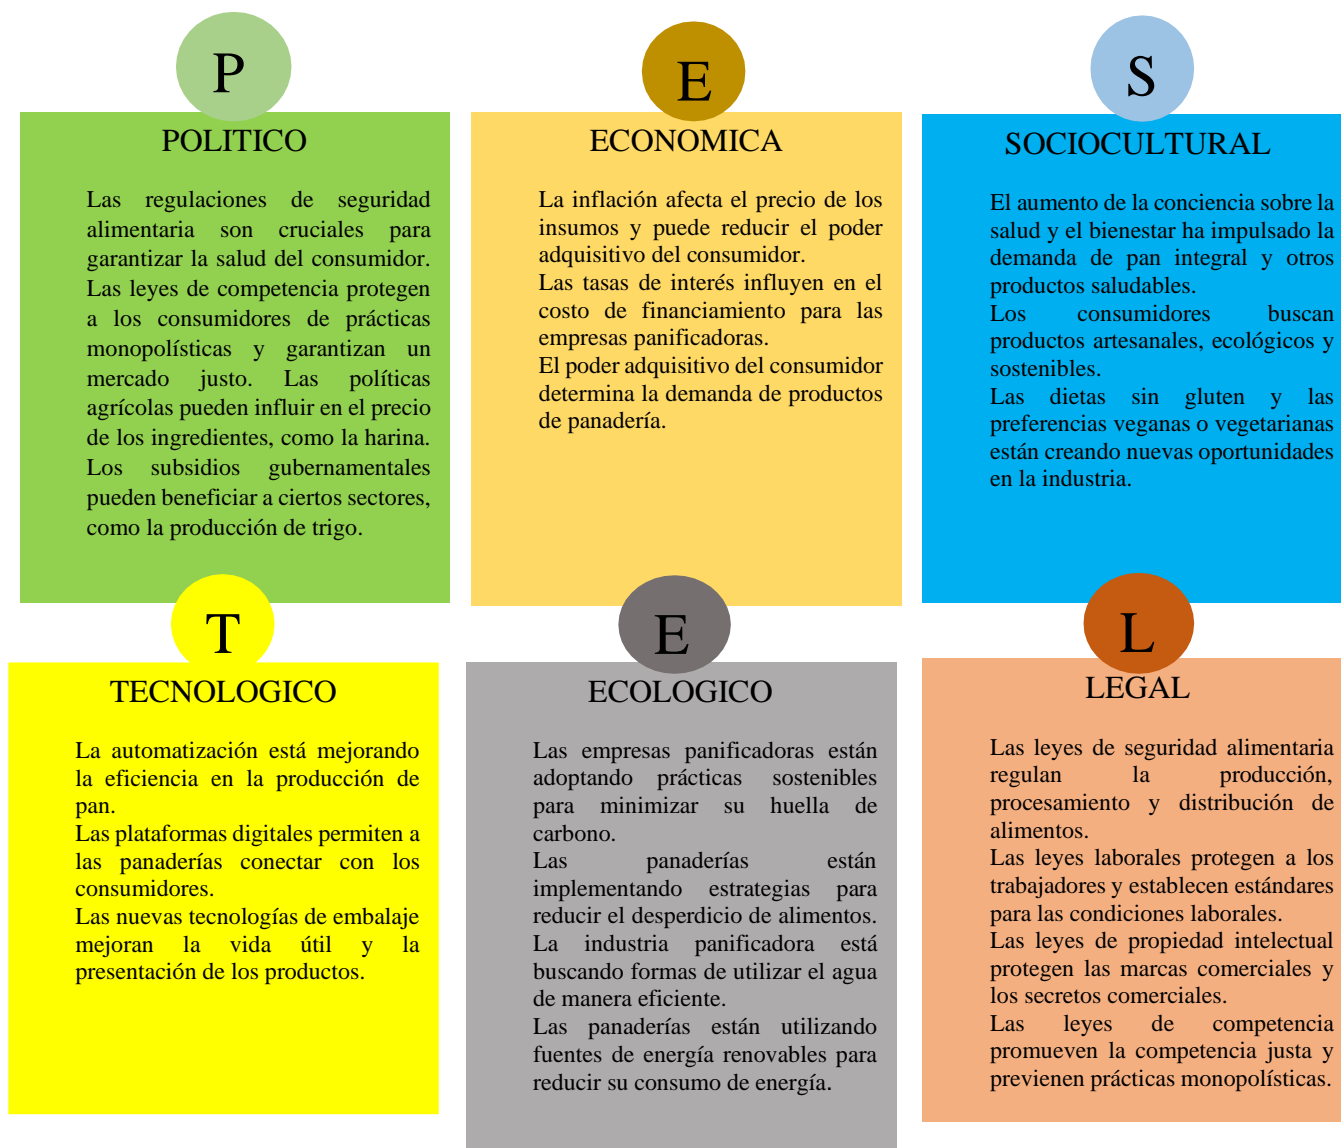 P
POLITICO
Las regulaciones de seguridad
alimentaria son cruciales para
garantizar la salud del consumidor.
Las leyes de competencia protegen
a los consumidores de prácticas
monopolísticas y garantizan un
mercado justo. Las políticas
agrícolas pueden influir en el precio
de los ingredientes, como la harina.
Los subsidios gubernamentales
pueden beneficiar a ciertos sectores,
como la producción de trigo.
E
ECONOMICA
La inflación afecta el precio de los
insumos y puede reducir el poder
adquisitivo del consumidor.
Las tasas de interés influyen en el
costo de financiamiento para las
empresas panificadoras.
El poder adquisitivo del consumidor
determina la demanda de productos
de panadería.
S
SOCIOCULTURAL
El aumento de la conciencia sobre la
salud y el bienestar ha impulsado la
demanda de pan integral y otros
productos saludables.
Los consumidores buscan
productos artesanales, ecológicos y
sostenibles.
Las dietas sin gluten y las
preferencias veganas o vegetarianas
están creando nuevas oportunidades
en la industria.
T
TECNOLOGICO
La automatización está mejorando
la eficiencia en la producción de
pan.
Las plataformas digitales permiten a
las panaderías conectar con los
consumidores.
Las nuevas tecnologías de embalaje
mejoran la vida útil y la
presentación de los productos.
E
ECOLOGICO
Las empresas panificadoras están
adoptando prácticas sostenibles
para minimizar su huella de
carbono.
Las panaderías están
implementando estrategias para
reducir el desperdicio de alimentos.
La industria panificadora está
buscando formas de utilizar el agua
de manera eficiente.
Las panaderías están utilizando
fuentes de energía renovables para
reducir su consumo de energía.
L
LEGAL
Las leyes de seguridad alimentaria
regulan la producción,
procesamiento y distribución de
alimentos.
Las leyes laborales protegen a los
trabajadores y establecen estándares
para las condiciones laborales.
Las leyes de propiedad intelectual
protegen las marcas comerciales y
los secretos comerciales.
Las leyes de competencia
promueven la competencia justa y
previenen prácticas monopolísticas.